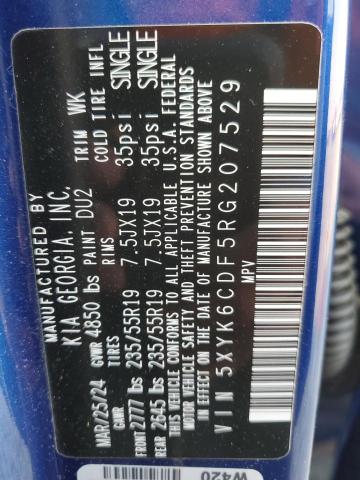 MANUFACTURED BY
KIA GEORGIA, INC.
MAR/25/24 GVWR 4850 lbs PAINT DU2 TRIM WK
GAWR TIRES RIMS COLD TIRE INFL
FRONT 2777 lbs 235/55R19 7.5JX19 35psi SINGLE
REAR 2645 lbs 235/55R19 7.5JX19 35psi SINGLE
THIS VEHICLE CONFORMS TO ALL APPLICABLE U.S.A. FEDERAL
MOTOR VEHICLE SAFETY AND THEFT PREVENTION STANDARDS
IN EFFECT ON THE DATE OF MANUFACTURE SHOWN ABOVE
VIN 5XYK6CDF5RG207529
MPV
W420